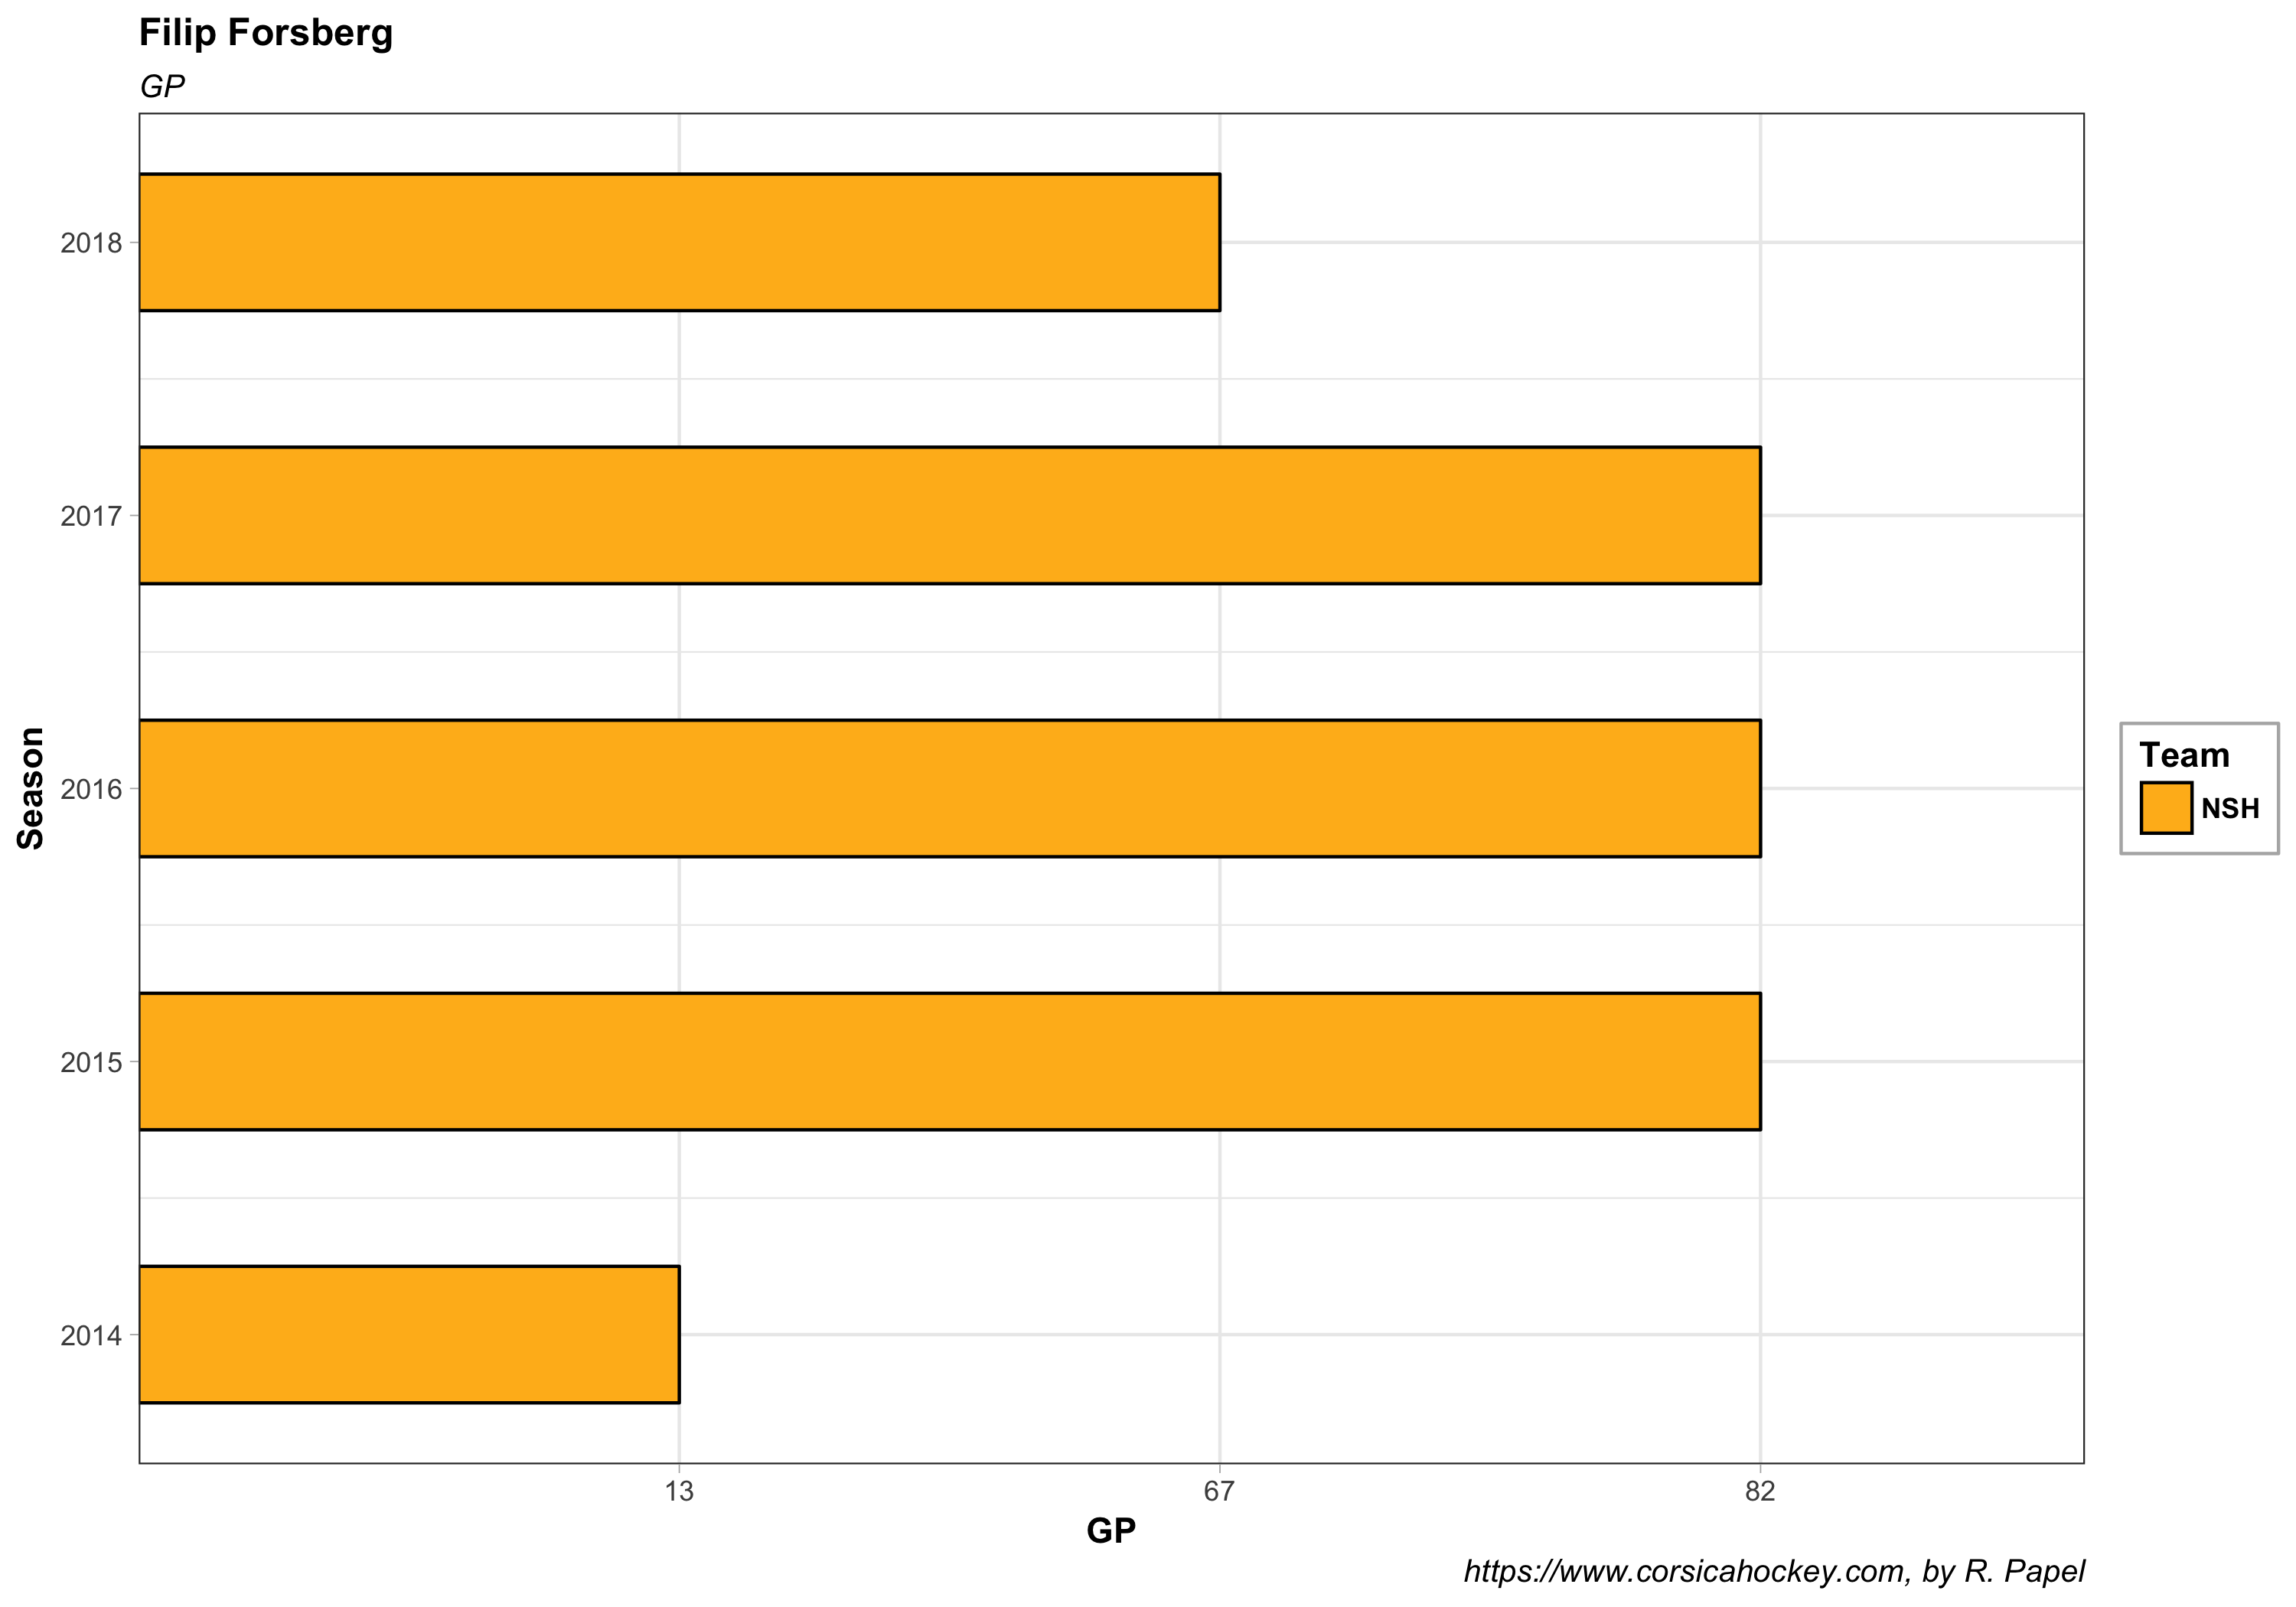 Filip Forsberg
GP
2018
2017
2016
2015
2014
Season
13 67 82
GP
Team
NSH
https://www.corsicahockey.com, by R. Papel